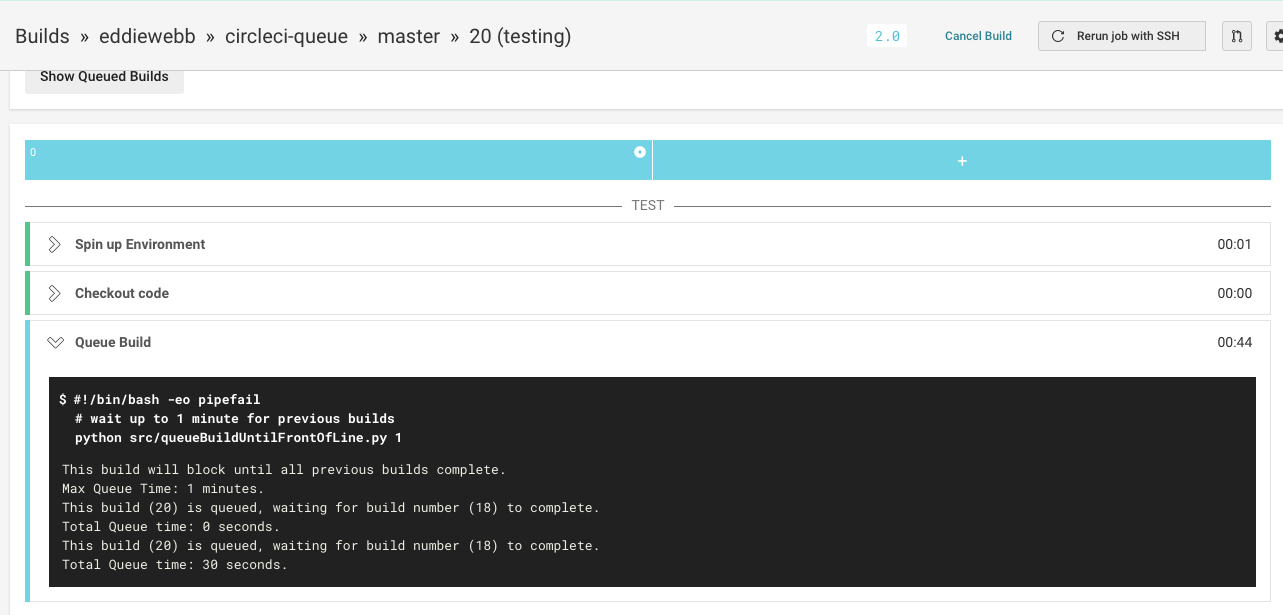 Builds » eddiewebb » circleci-queue » master » 20 (testing)
2.0
Cancel Build
Rerun job with SSH
Show Queued Builds
0
+
TEST
Spin up Environment 00:01
Checkout code 00:00
Queue Build 00:44
$ #!/bin/bash -eo pipefail
# wait up to 1 minute for previous builds
python src/queueBuildUntilFrontOfLine.py 1
This build will block until all previous builds complete.
Max Queue Time: 1 minutes.
This build (20) is queued, waiting for build number (18) to complete.
Total Queue time: 0 seconds.
This build (20) is queued, waiting for build number (18) to complete.
Total Queue time: 30 seconds.